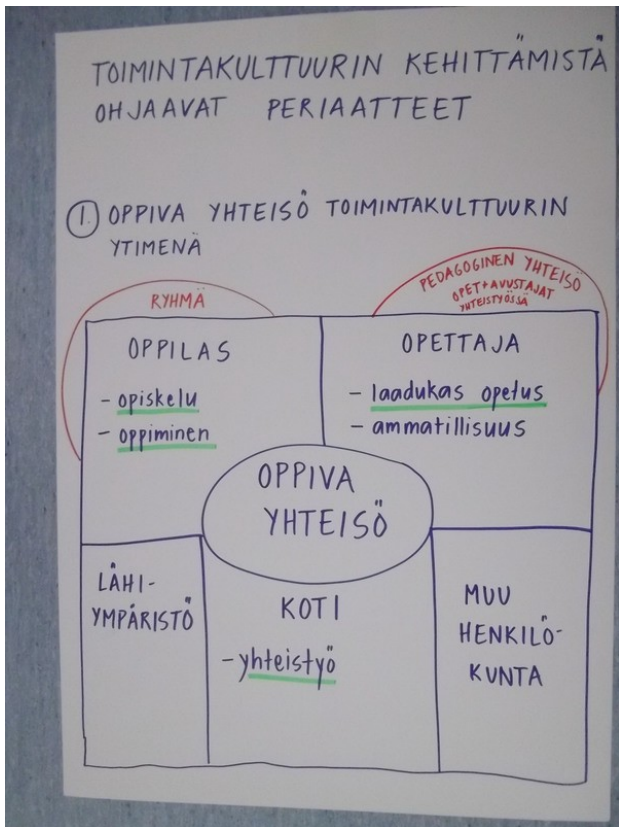 TOIMINTAKULTTUURIN KEHITTÄMISTÄ
OHJAAVAT PERIAATTEET
1. OPPIVA YHTEISÖ TOIMINTAKULTTUURIN
YTIMENÄ
RYHMÄ
PEDAGOGINEN YHTEISÖ
OPET+AVUSTAJAT
YHTEISTYÖSSÄ
OPPILAS
- opiskelu
- oppiminen
OPETTAJA
- laadukas opetus
- ammatillisuus
OPPIVA
YHTEISÖ
LÄHI-
YMPÄRISTÖ
KOTI
- yhteistyö
MUU
HENKILÖ-
KUNTA